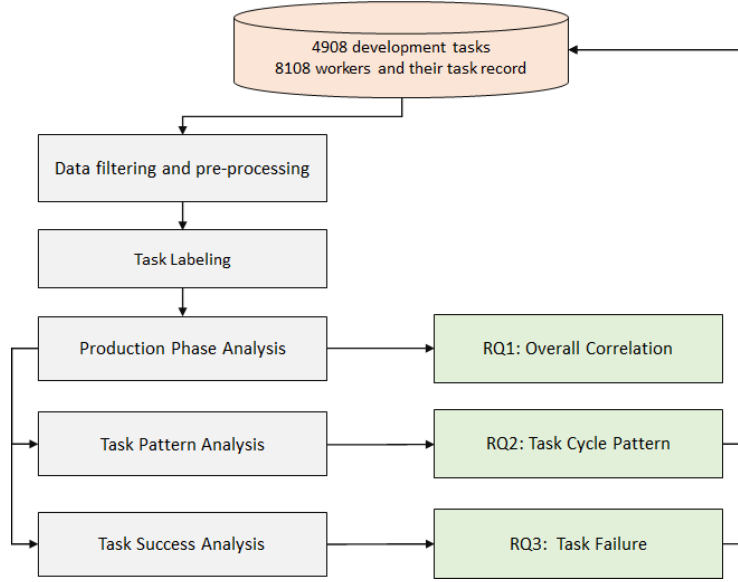 4908 development tasks
8108 workers and their task record
Data filtering and pre-processing
Task Labeling
Production Phase Analysis
RQ1: Overall Correlation
Task Pattern Analysis
RQ2: Task Cycle Pattern
Task Success Analysis
RQ3: Task Failure